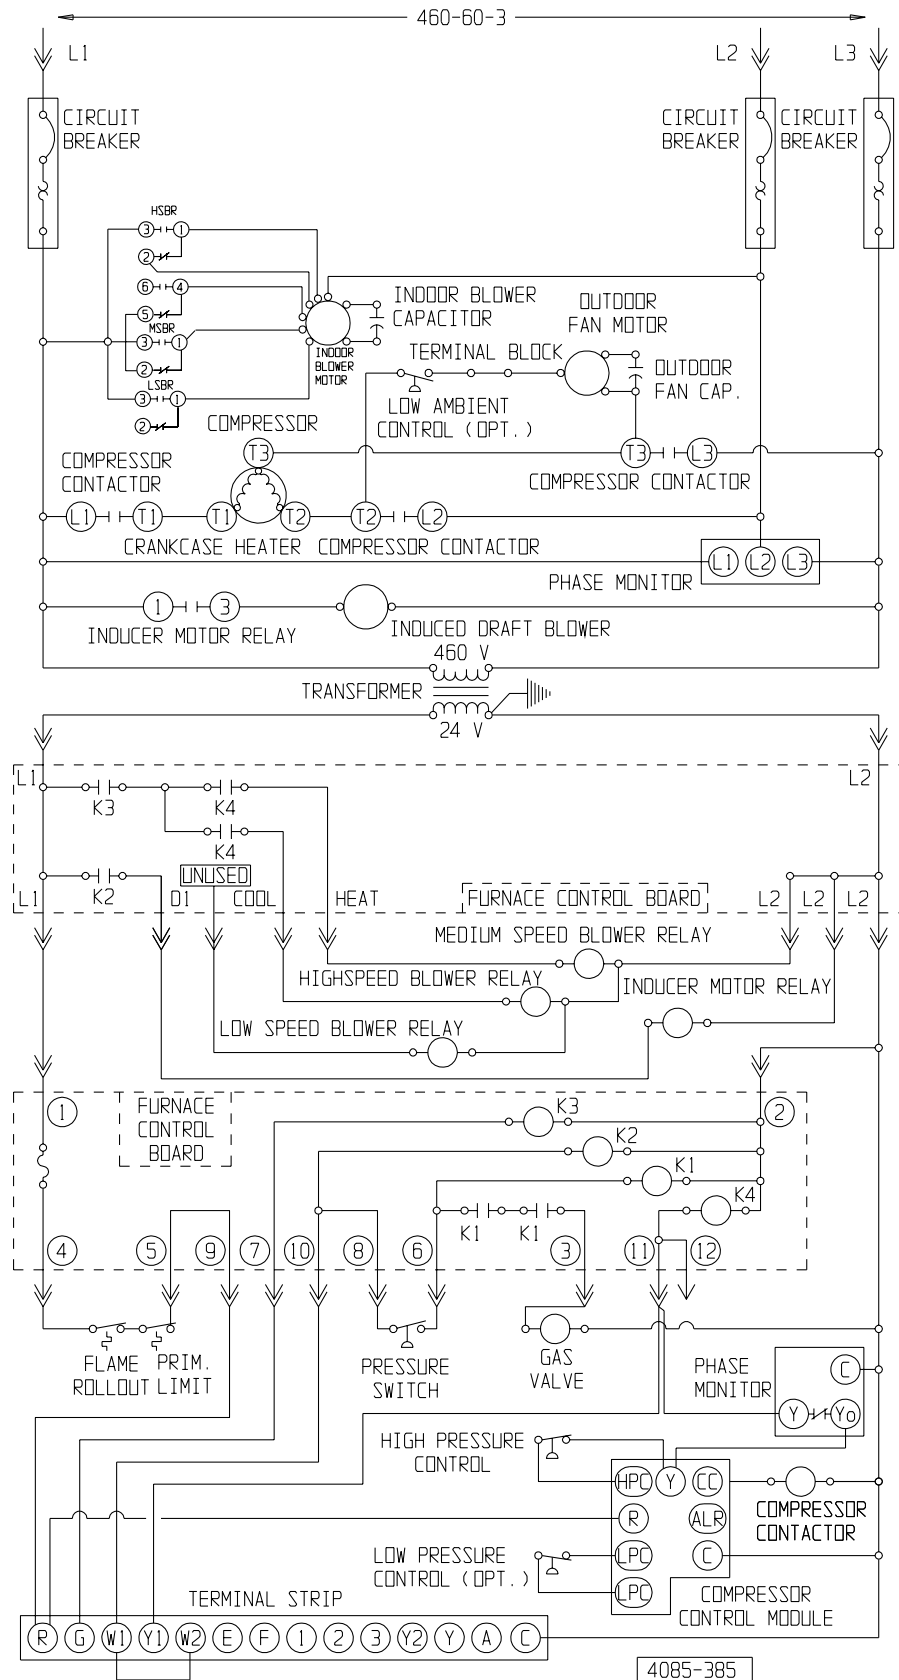 460-60-3
L1
L2
L3
CIRCUIT
BREAKER
CIRCUIT
BREAKER
CIRCUIT
BREAKER
HSBR
3 1
2
6 4
5
MSBR
3 1
2
LSBR
3 1
2
INDOOR BLOWER
CAPACITOR
INDOOR
BLOWER
MOTOR
OUTDOOR
FAN MOTOR
TERMINAL BLOCK
OUTDOOR
FAN CAP.
LOW AMBIENT
CONTROL (OPT.)
COMPRESSOR
T3
T3 L3
COMPRESSOR CONTACTOR
COMPRESSOR
CONTACTOR
L1 T1 T1 T2 T2 L2
CRANKCASE HEATER
COMPRESSOR CONTACTOR
L1 L2 L3
PHASE MONITOR
1 3
INDUCER MOTOR RELAY
INDUCED DRAFT BLOWER
460 V
TRANSFORMER
24 V
L1
L2
K3
K4
K4
K2
UNUSED
L1
D1
COOL
HEAT
FURNACE CONTROL BOARD
L2 L2 L2
MEDIUM SPEED BLOWER RELAY
HIGHSPEED BLOWER RELAY
INDUCER MOTOR RELAY
LOW SPEED BLOWER RELAY
1
FURNACE
CONTROL
BOARD
K3
2
K2
K1
K4
K1 K1
4 5 9 7 10 8 6 3 11 12
FLAME
ROLLOUT
PRIM.
LIMIT
PRESSURE
SWITCH
GAS
VALVE
PHASE
MONITOR
C
Y Yo
HIGH PRESSURE
CONTROL
HPC Y CC
R ALR
LPC C
LPC
COMPRESSOR
CONTACTOR
LOW PRESSURE
CONTROL (OPT.)
COMPRESSOR
CONTROL MODULE
TERMINAL STRIP
R G W1 Y1 W2 E F 1 2 3 Y2 Y A C
4085-385